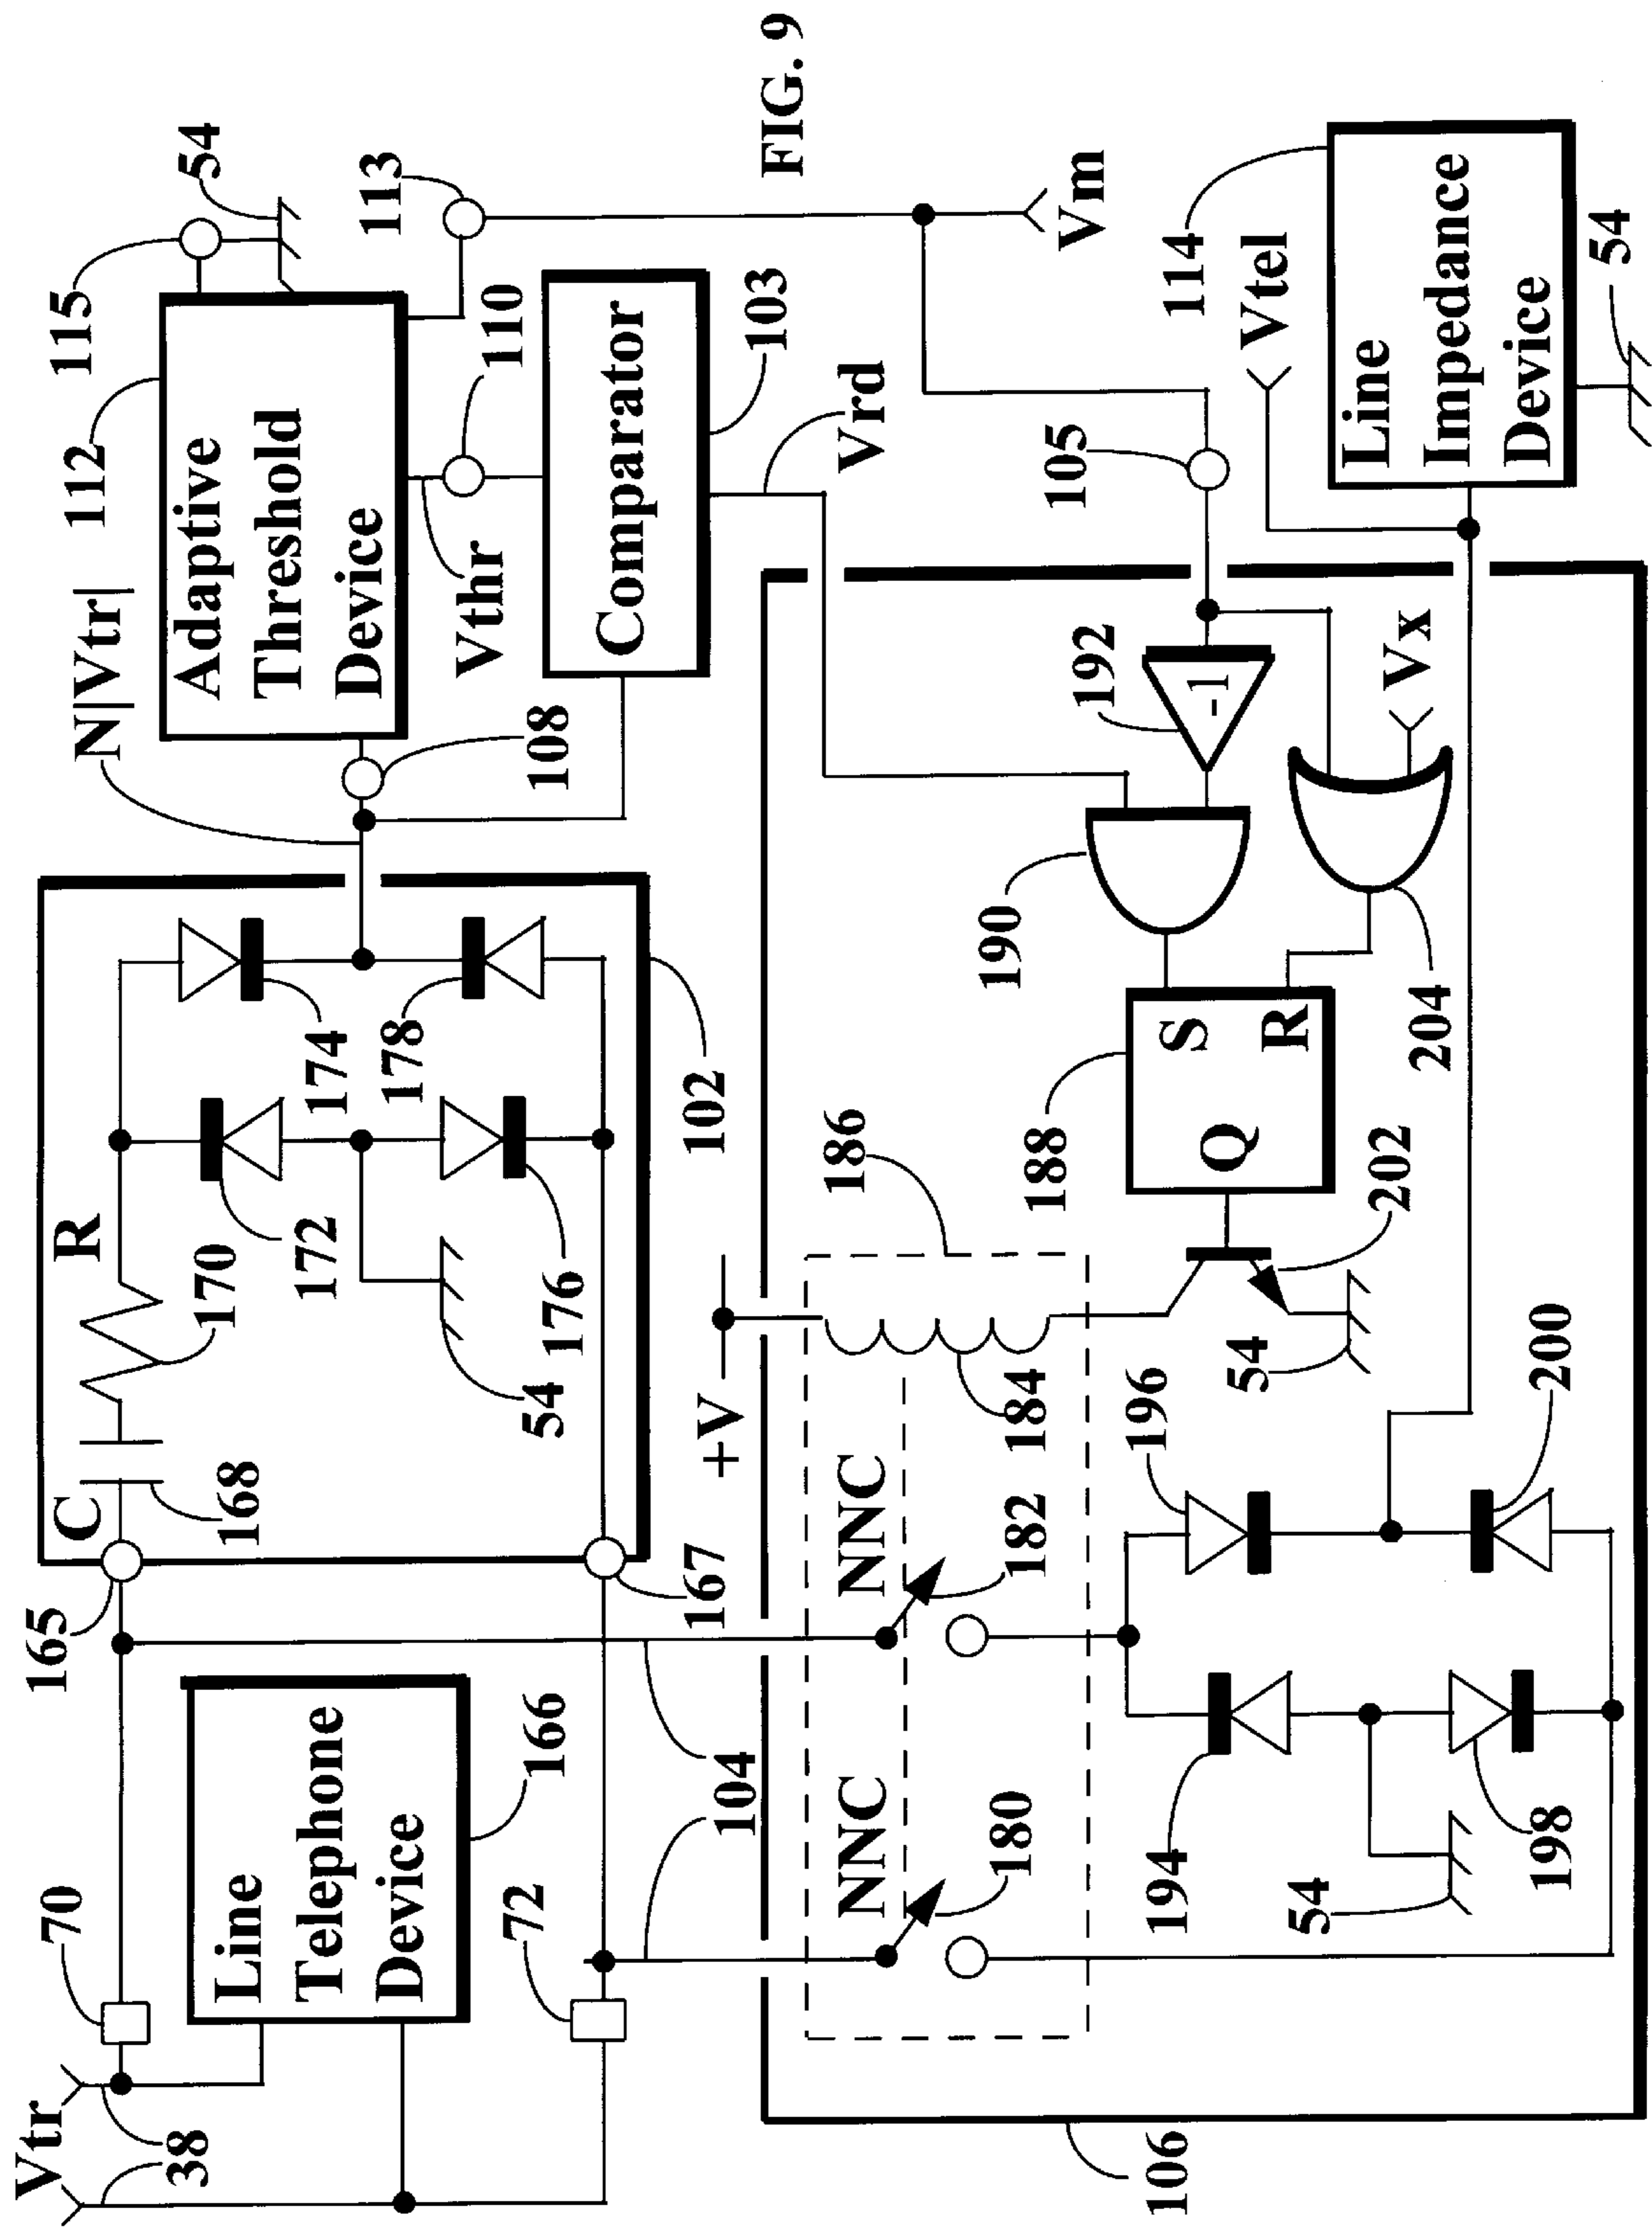 Vtr
38
70
72
Line
Telephone
Device
166
165
167
104
C
168
R
170
172
174
176
178
54
102
N|Vtr|
108
112
Adaptive
Threshold
Device
115
54
113
110
Vthr
Comparator
103
Vrd
FIG. 9
Vm
105
Vtel
114
Line
Impedance
Device
54
106
NNC
180
NNC
182
+V
184
186
188
Q
S
R
190
192
-1
Vx
204
202
54
194
196
198
200
54